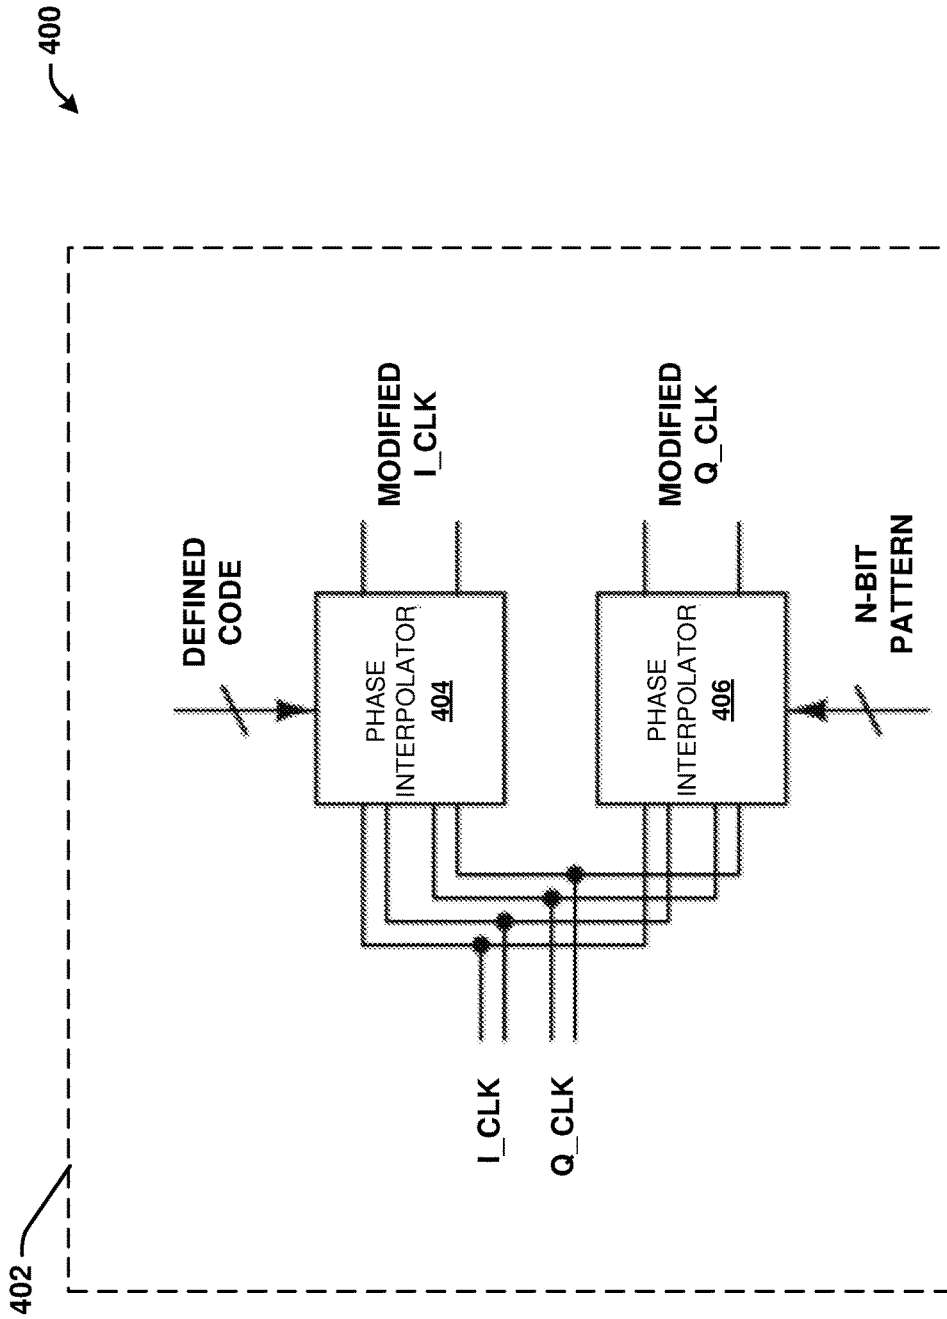 400
402
DEFINED
CODE
PHASE
INTERPOLATOR
404
MODIFIED
I_CLK
I_CLK
Q_CLK
PHASE
INTERPOLATOR
406
MODIFIED
Q_CLK
N-BIT
PATTERN